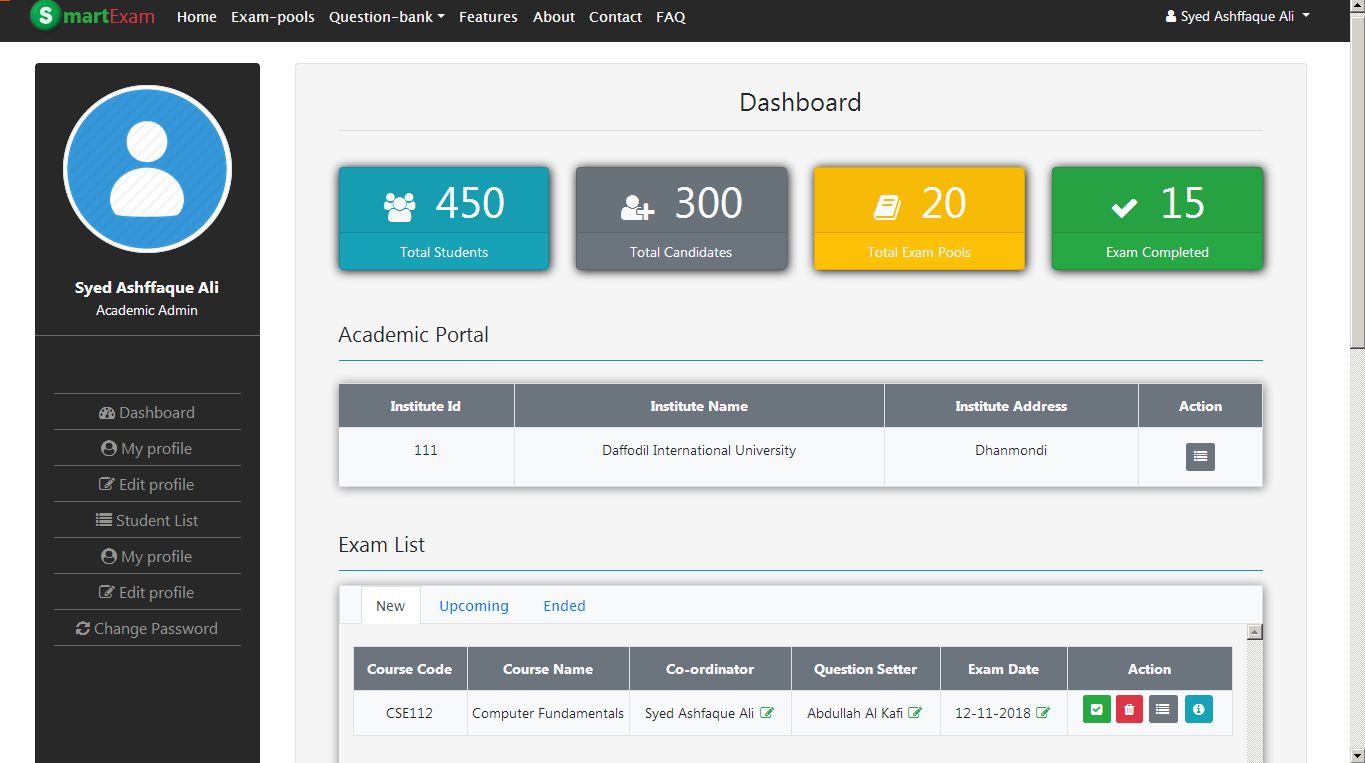 SmartExam Home Exam-pools Question-bank Features About Contact FAQ Syed Ashffaque Ali
Syed Ashffaque Ali
Academic Admin
Dashboard
My profile
Edit profile
Student List
My profile
Edit profile
Change Password
Dashboard
450 300 20 15
Total Students Total Candidates Total Exam Pools Exam Completed
Academic Portal
Institute Id Institute Name Institute Address Action
111 Daffodil International University Dhanmondi
Exam List
New Upcoming Ended
Course Code Course Name Co-ordinator Question Setter Exam Date Action
CSE112 Computer Fundamentals Syed Ashfaque Ali Abdullah Al Kafi 12-11-2018